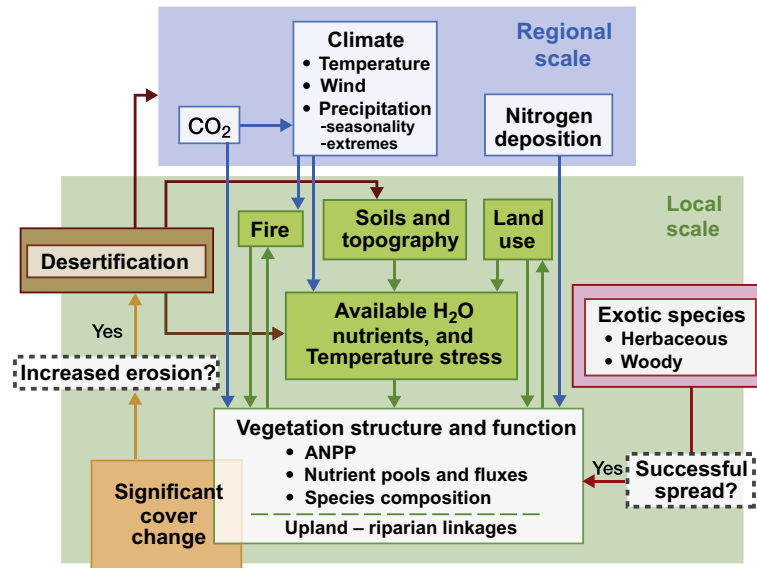 Regional
scale
Climate
• Temperature
• Wind
• Precipitation
-seasonality
-extremes
CO2
Nitrogen
deposition
Local
scale
Fire
Soils and
topography
Land
use
Desertification
Available H2O
nutrients, and
Temperature stress
Exotic species
• Herbaceous
• Woody
Yes
Increased erosion?
Vegetation structure and function
• ANPP
• Nutrient pools and fluxes
• Species composition
Upland – riparian linkages
Yes
Successful
spread?
Significant
cover
change